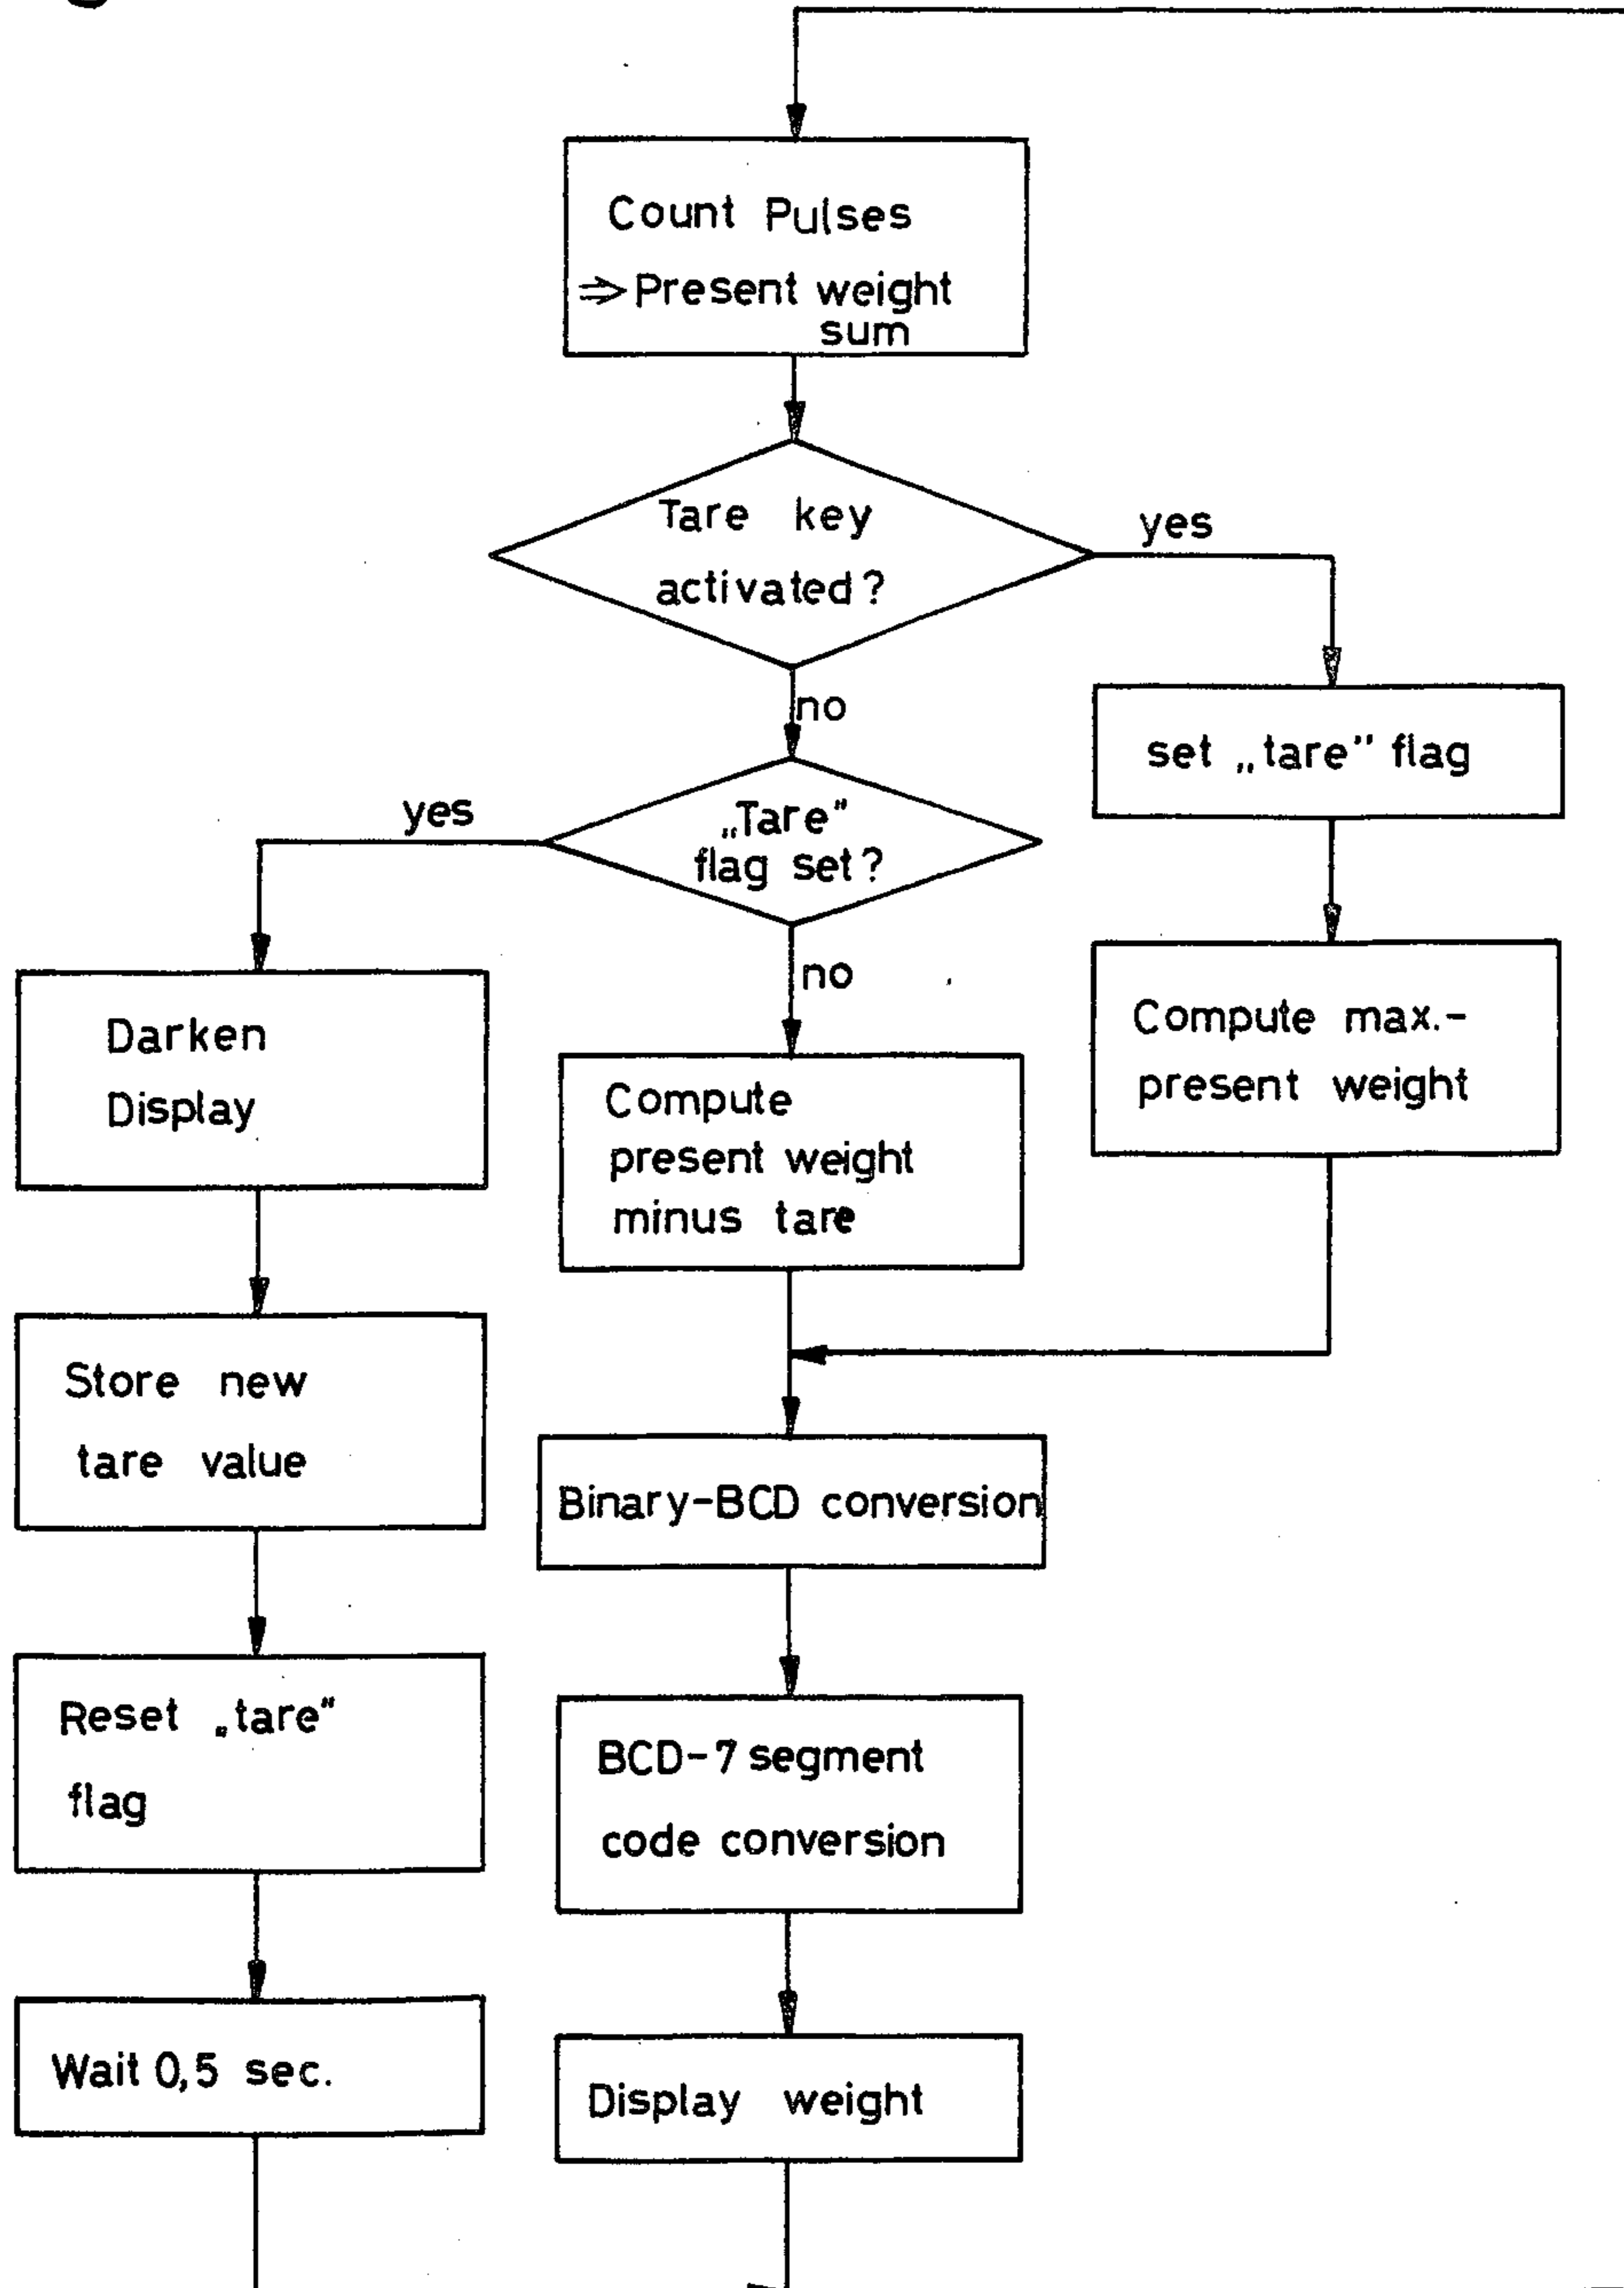 Count Pulses
⇒ Present weight
sum
Tare key
activated?
yes
no
set „tare" flag
„Tare"
flag set?
yes
no
Compute max.-
present weight
Darken
Display
Compute
present weight
minus tare
Store new
tare value
Binary-BCD conversion
Reset „tare"
flag
BCD-7 segment
code conversion
Wait 0,5 sec.
Display weight